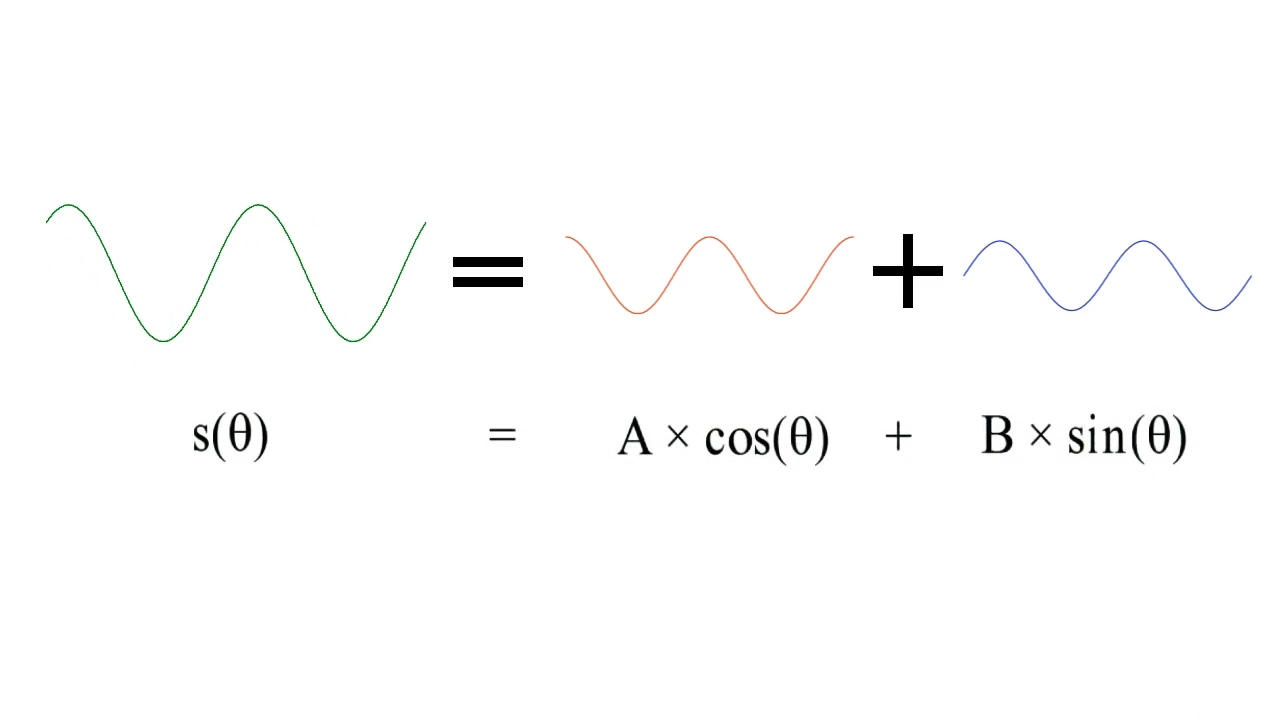 = +
s(θ) = A × cos(θ) + B × sin(θ)